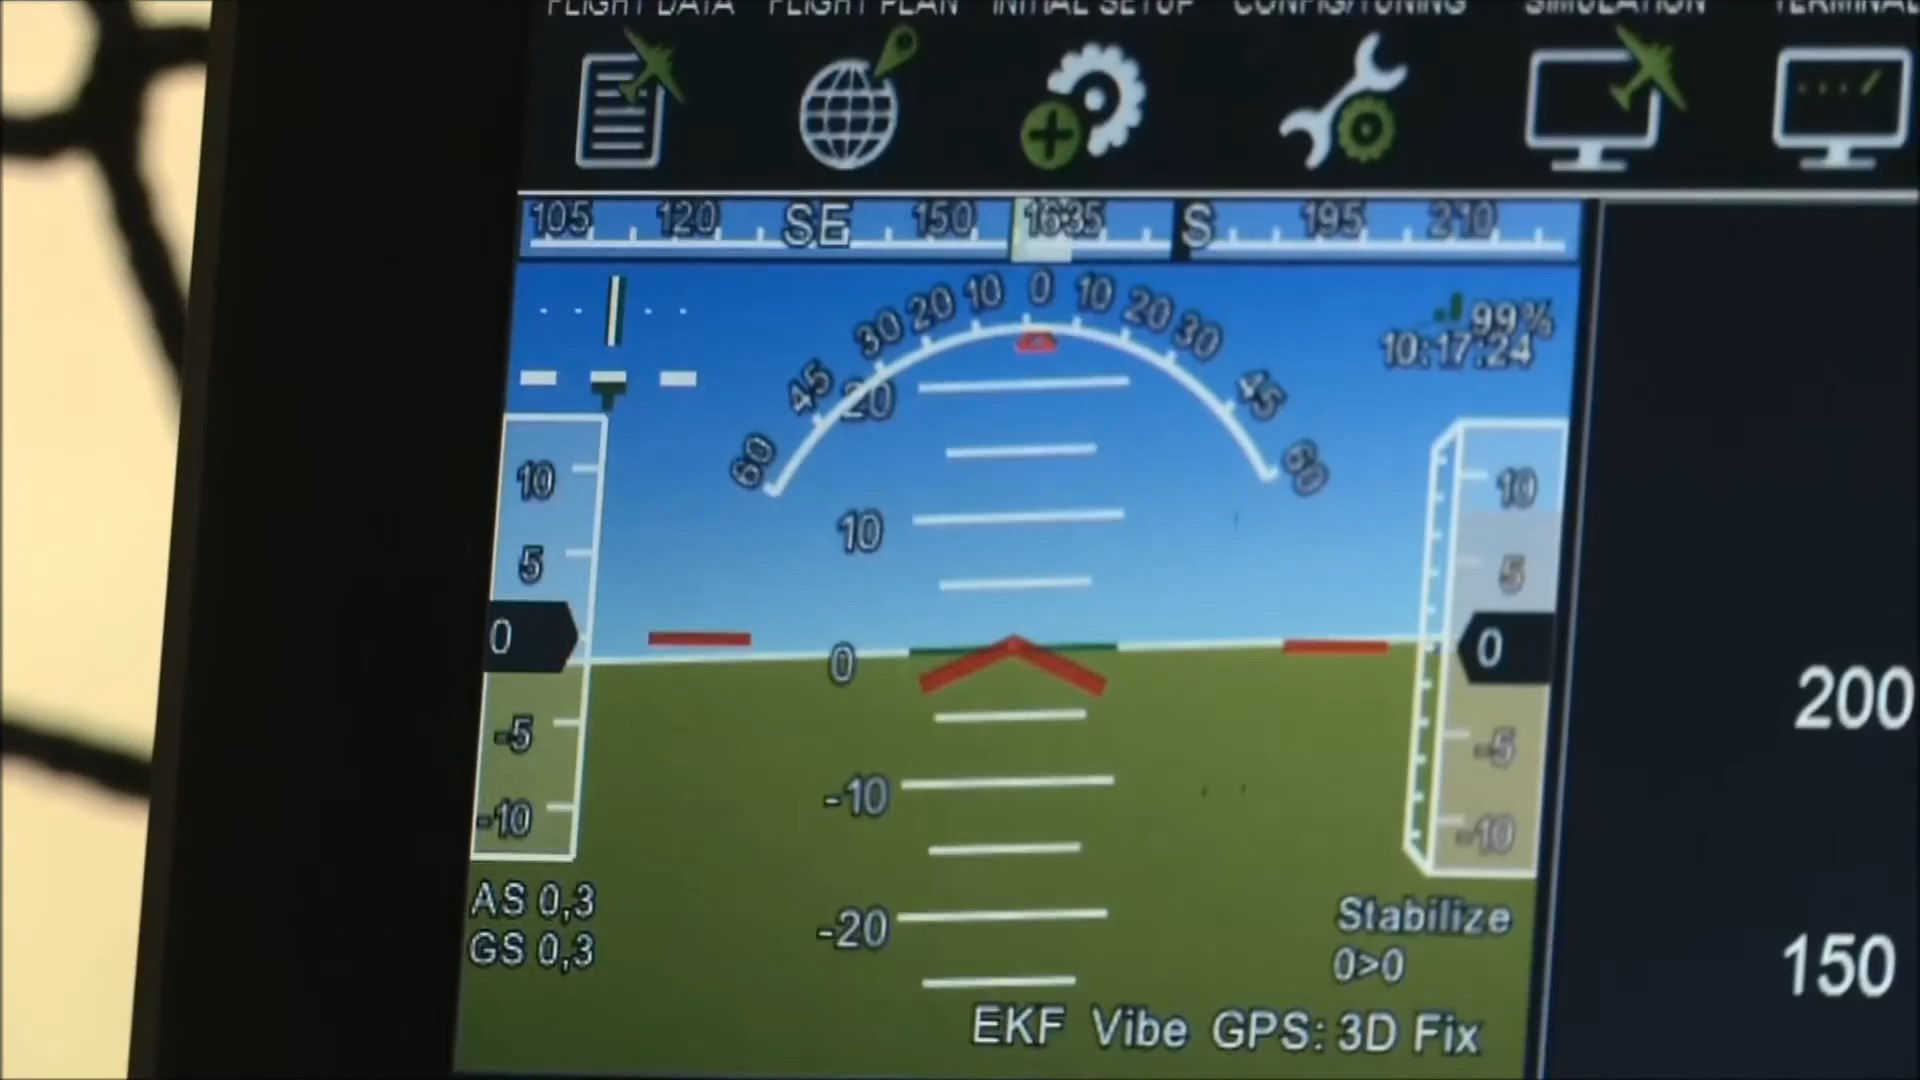 FLIGHT DATA FLIGHT PLAN INITIAL SETUP CONFIG/TUNING SIMULATION TERMINAL
105 120 SE 150 S 195 210
60 45 30 20 10 0 10 20 30 45 60
99%
10:17:24
20
10 10 10
5 5
0 0 0
-5 -5
-10 -10 -10
-20
200
150
AS 0,3
GS 0,3
Stabilize
0>0
EKF Vibe GPS: 3D Fix